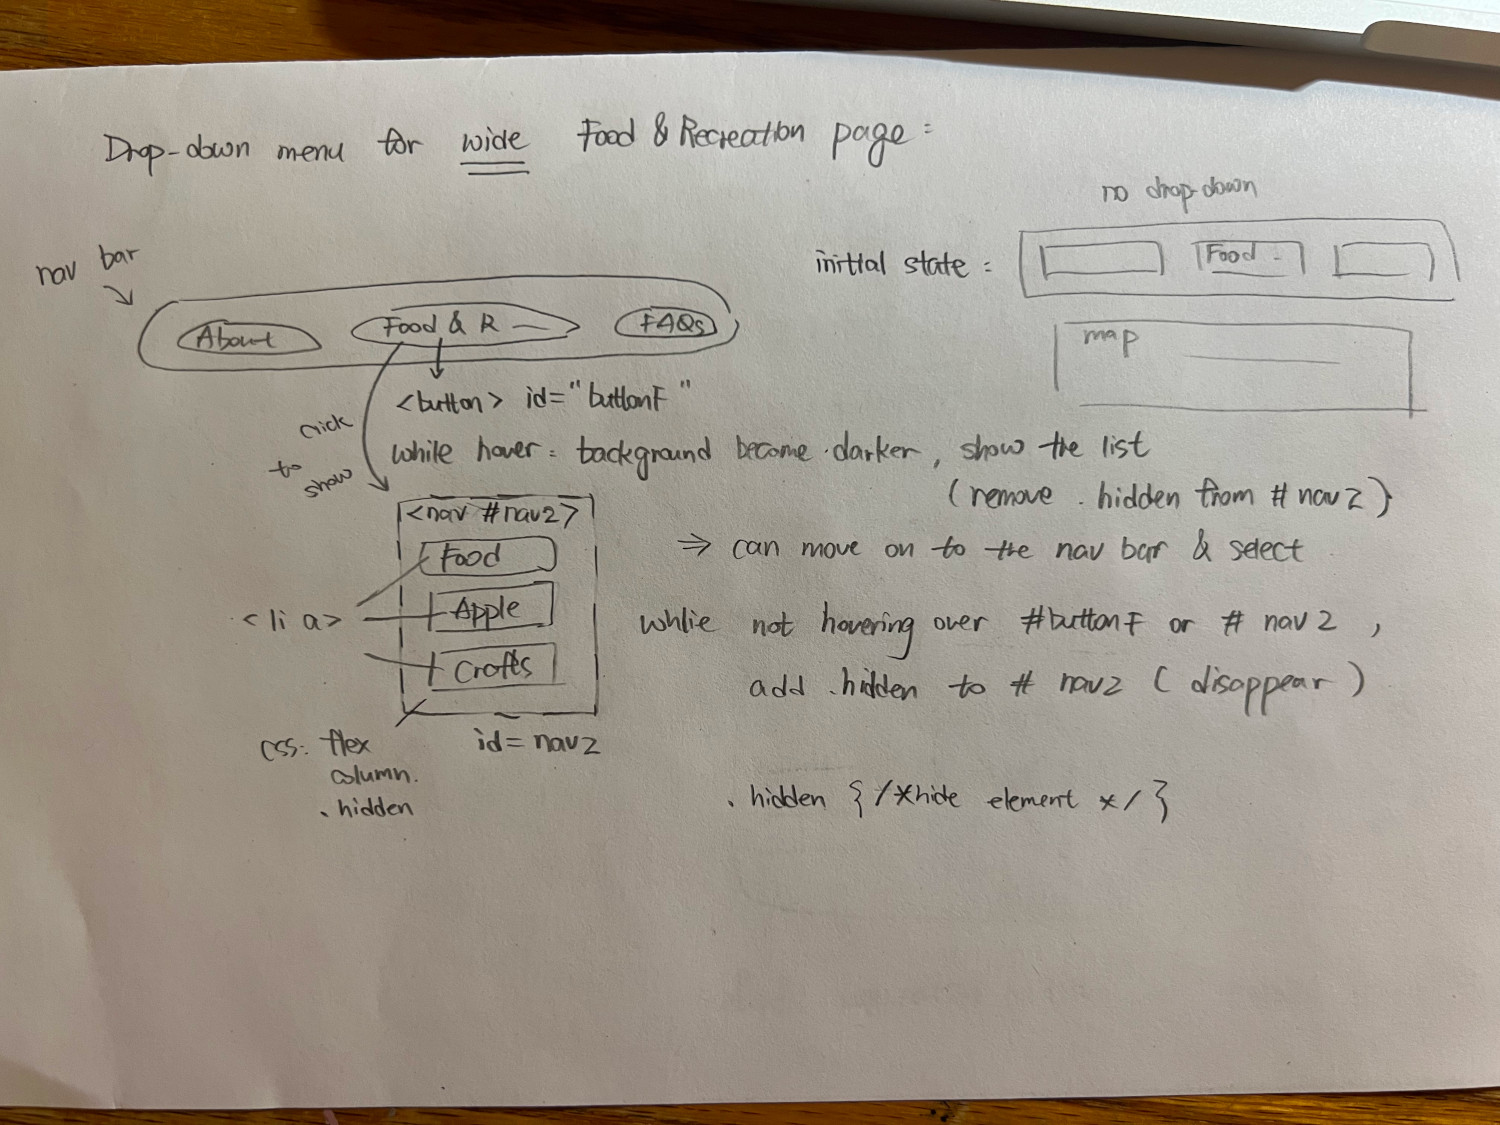 Drop-down menu for wide Food & Recreation page:
no drop-down
initial state:
Food
map
nav bar
About
Food & R
FAQs
<button> id="buttonF"
click
to
show
while hover: background become darker, show the list
(remove .hidden from #nav2)
⇒ can move on to the nav bar & select
<nav #nav2>
Food
Apple
Crafts
<li a>
whlie not hovering over #buttonF or # nav2,
add .hidden to # nav2 (disappear)
css: flex
column.
.hidden
id=nav2
.hidden {/*hide element */}